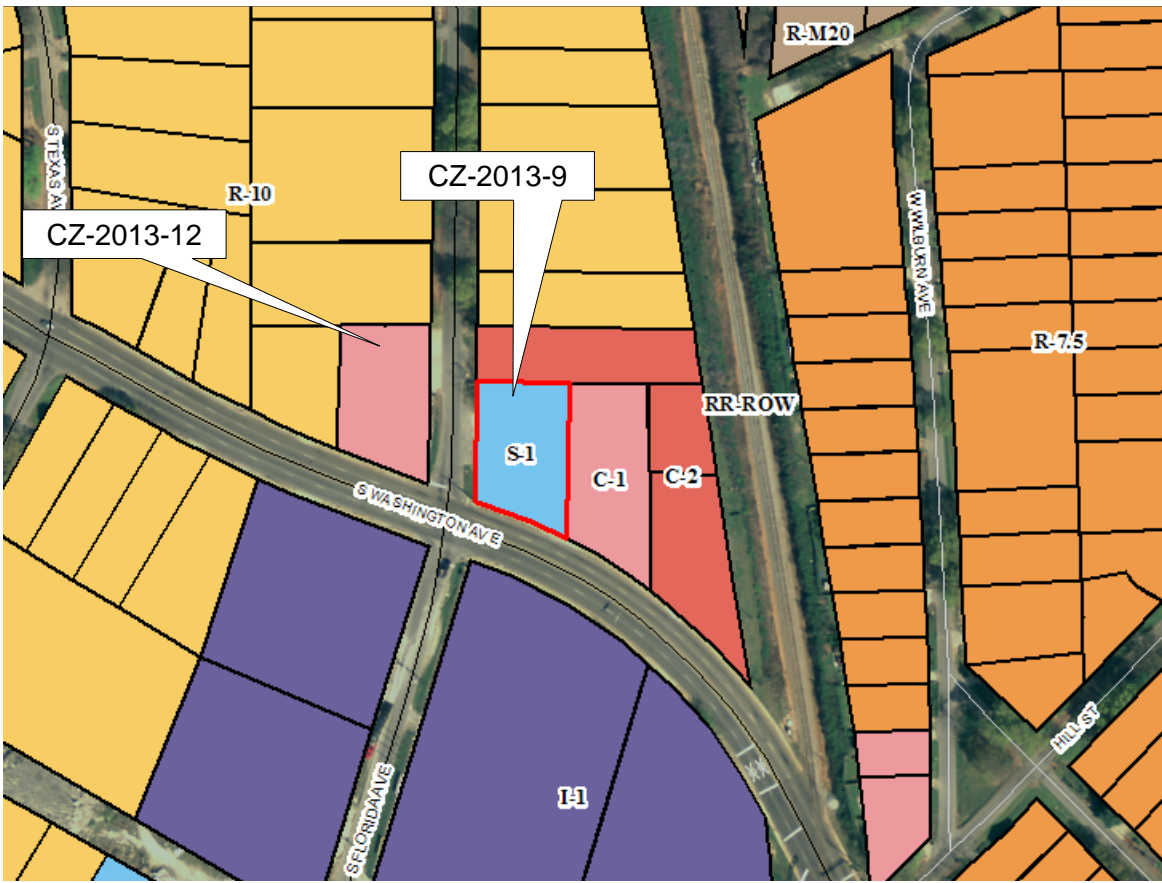 R-M20
S TEXAS AV
CZ-2013-9
R-10
CZ-2013-12
W WILBURN AVE
R-7.5
RR-ROW
S-1
C-1
C-2
S WASHINGTON AVE
HILL ST
I-1
S FLORIDA AVE